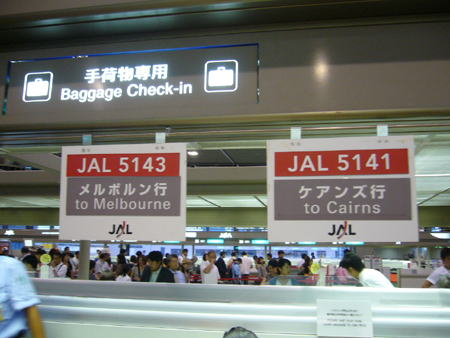 手荷物専用
Baggage Check-in
JAL 5143
メルボルン行
to Melbourne
JAL
JAL 5141
ケアンズ行
to Cairns
JAL